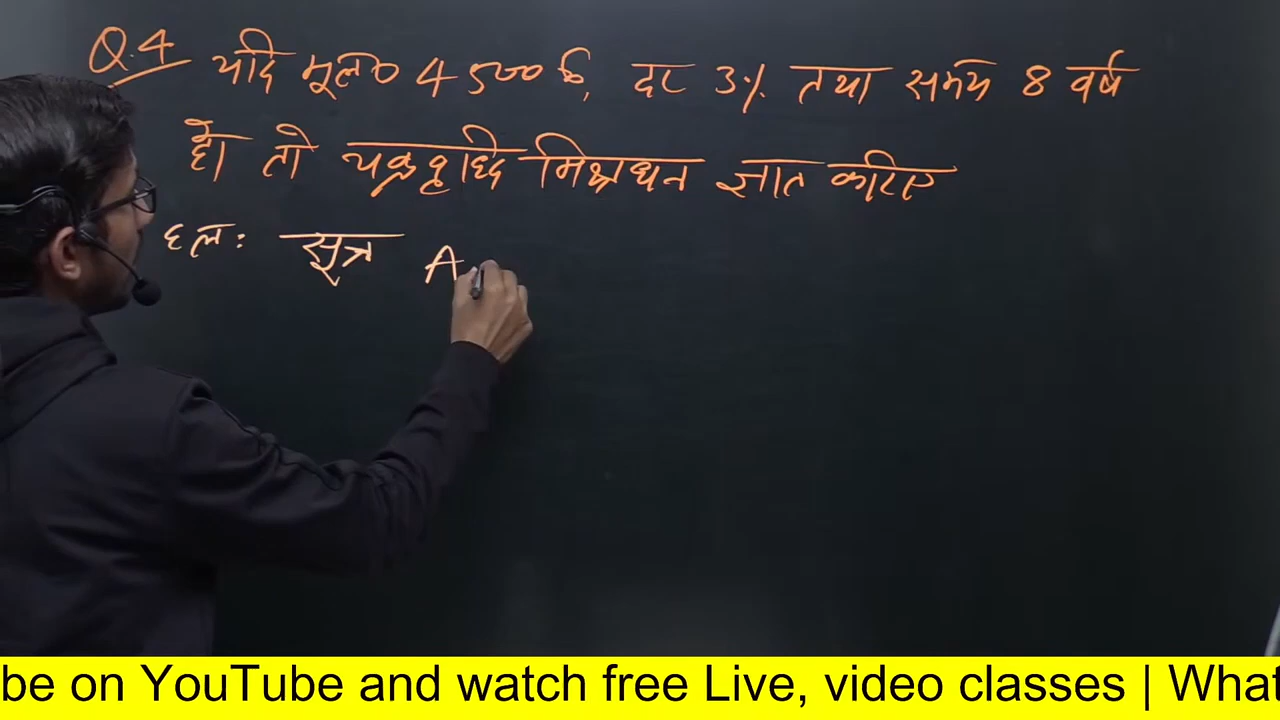 Q.4 यदि मूल० 4500 रु, दर 3% तथा समय 8 वर्ष
हो तो चक्रवृध्दि मिश्रधन ज्ञात करिए
हल: सूत्र A
be on YouTube and watch free Live, video classes | What